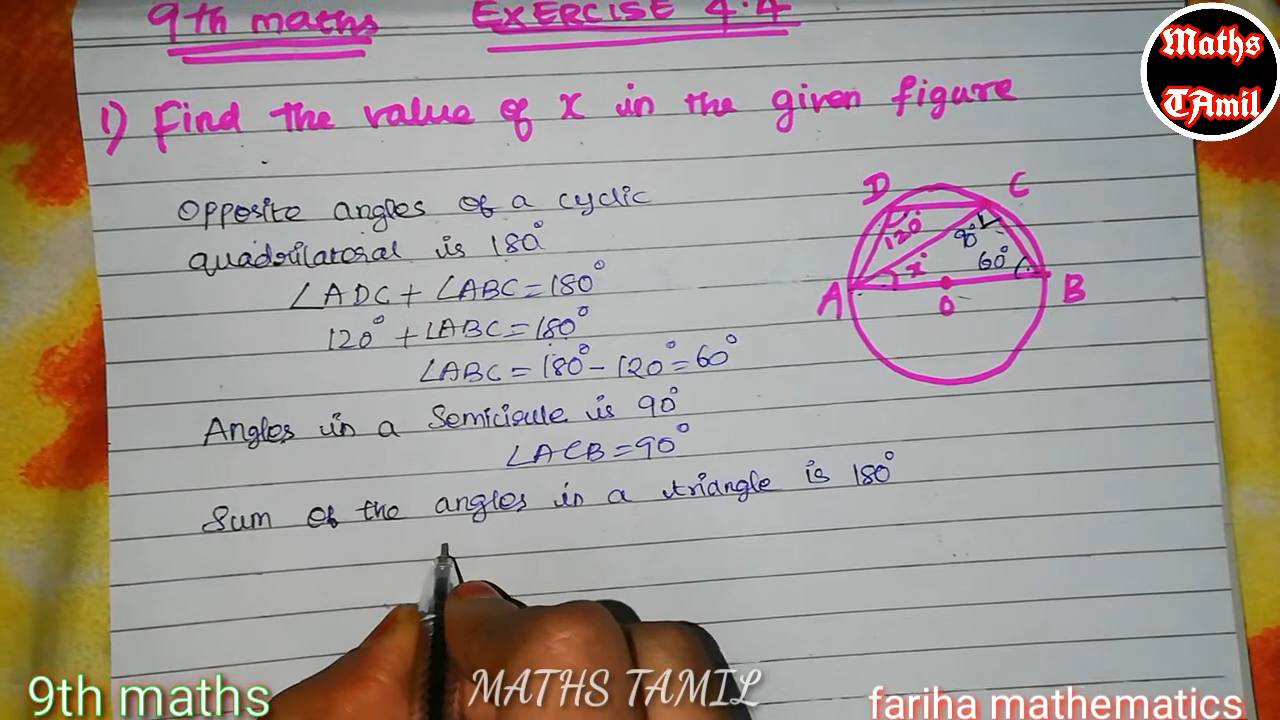 9th maths EXERCISE 4.4
Maths
TAmil
1) Find the value of x in the given figure
Opposite angles of a cyclic
quadrilateral is 180°
∠ADC + ∠ABC = 180°
120° + ∠ABC = 180°
∠ABC = 180° - 120° = 60°
Angles in a Semicircle is 90°
∠ACB = 90°
Sum of the angles in a triangle is 180°
D C
120° 90°
x° 60°
A O B
9th maths
MATHS TAMIL
fariha mathematics